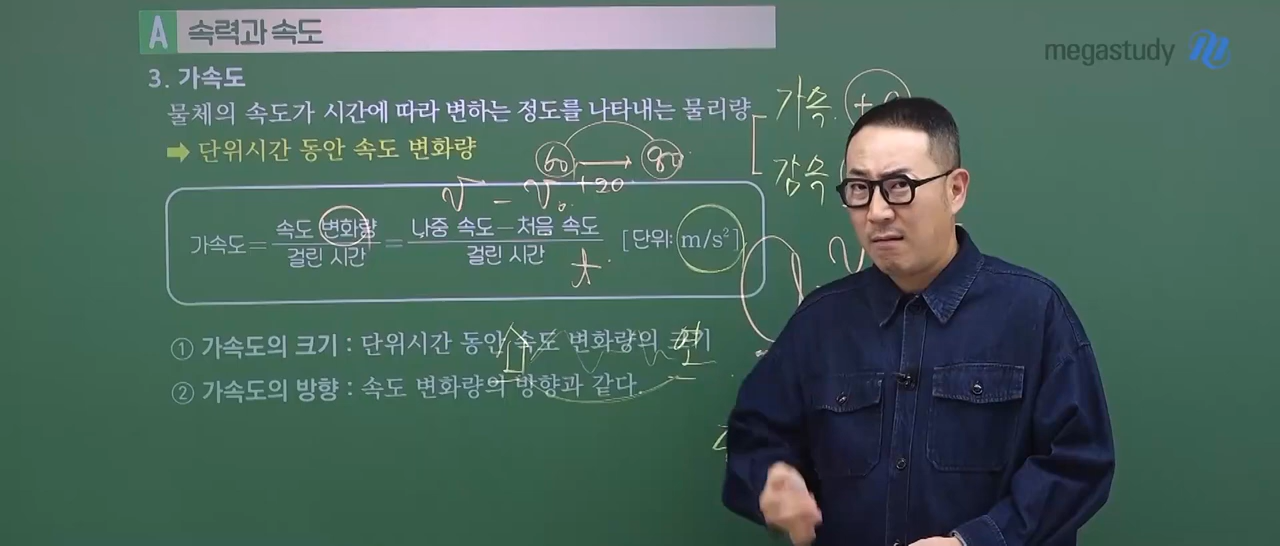 A 속력과 속도
megastudy
3. 가속도
물체의 속도가 시간에 따라 변하는 정도를 나타내는 물리량
➡ 단위시간 동안 속도 변화량
60 → 80
+20
v - v₀
가속도 = 속도 변화량 / 걸린 시간 = 나중 속도 - 처음 속도 / 걸린 시간 [단위: m/s²]
① 가속도의 크기 : 단위시간 동안 속도 변화량의 크기
② 가속도의 방향 : 속도 변화량의 방향과 같다.
가속
감속